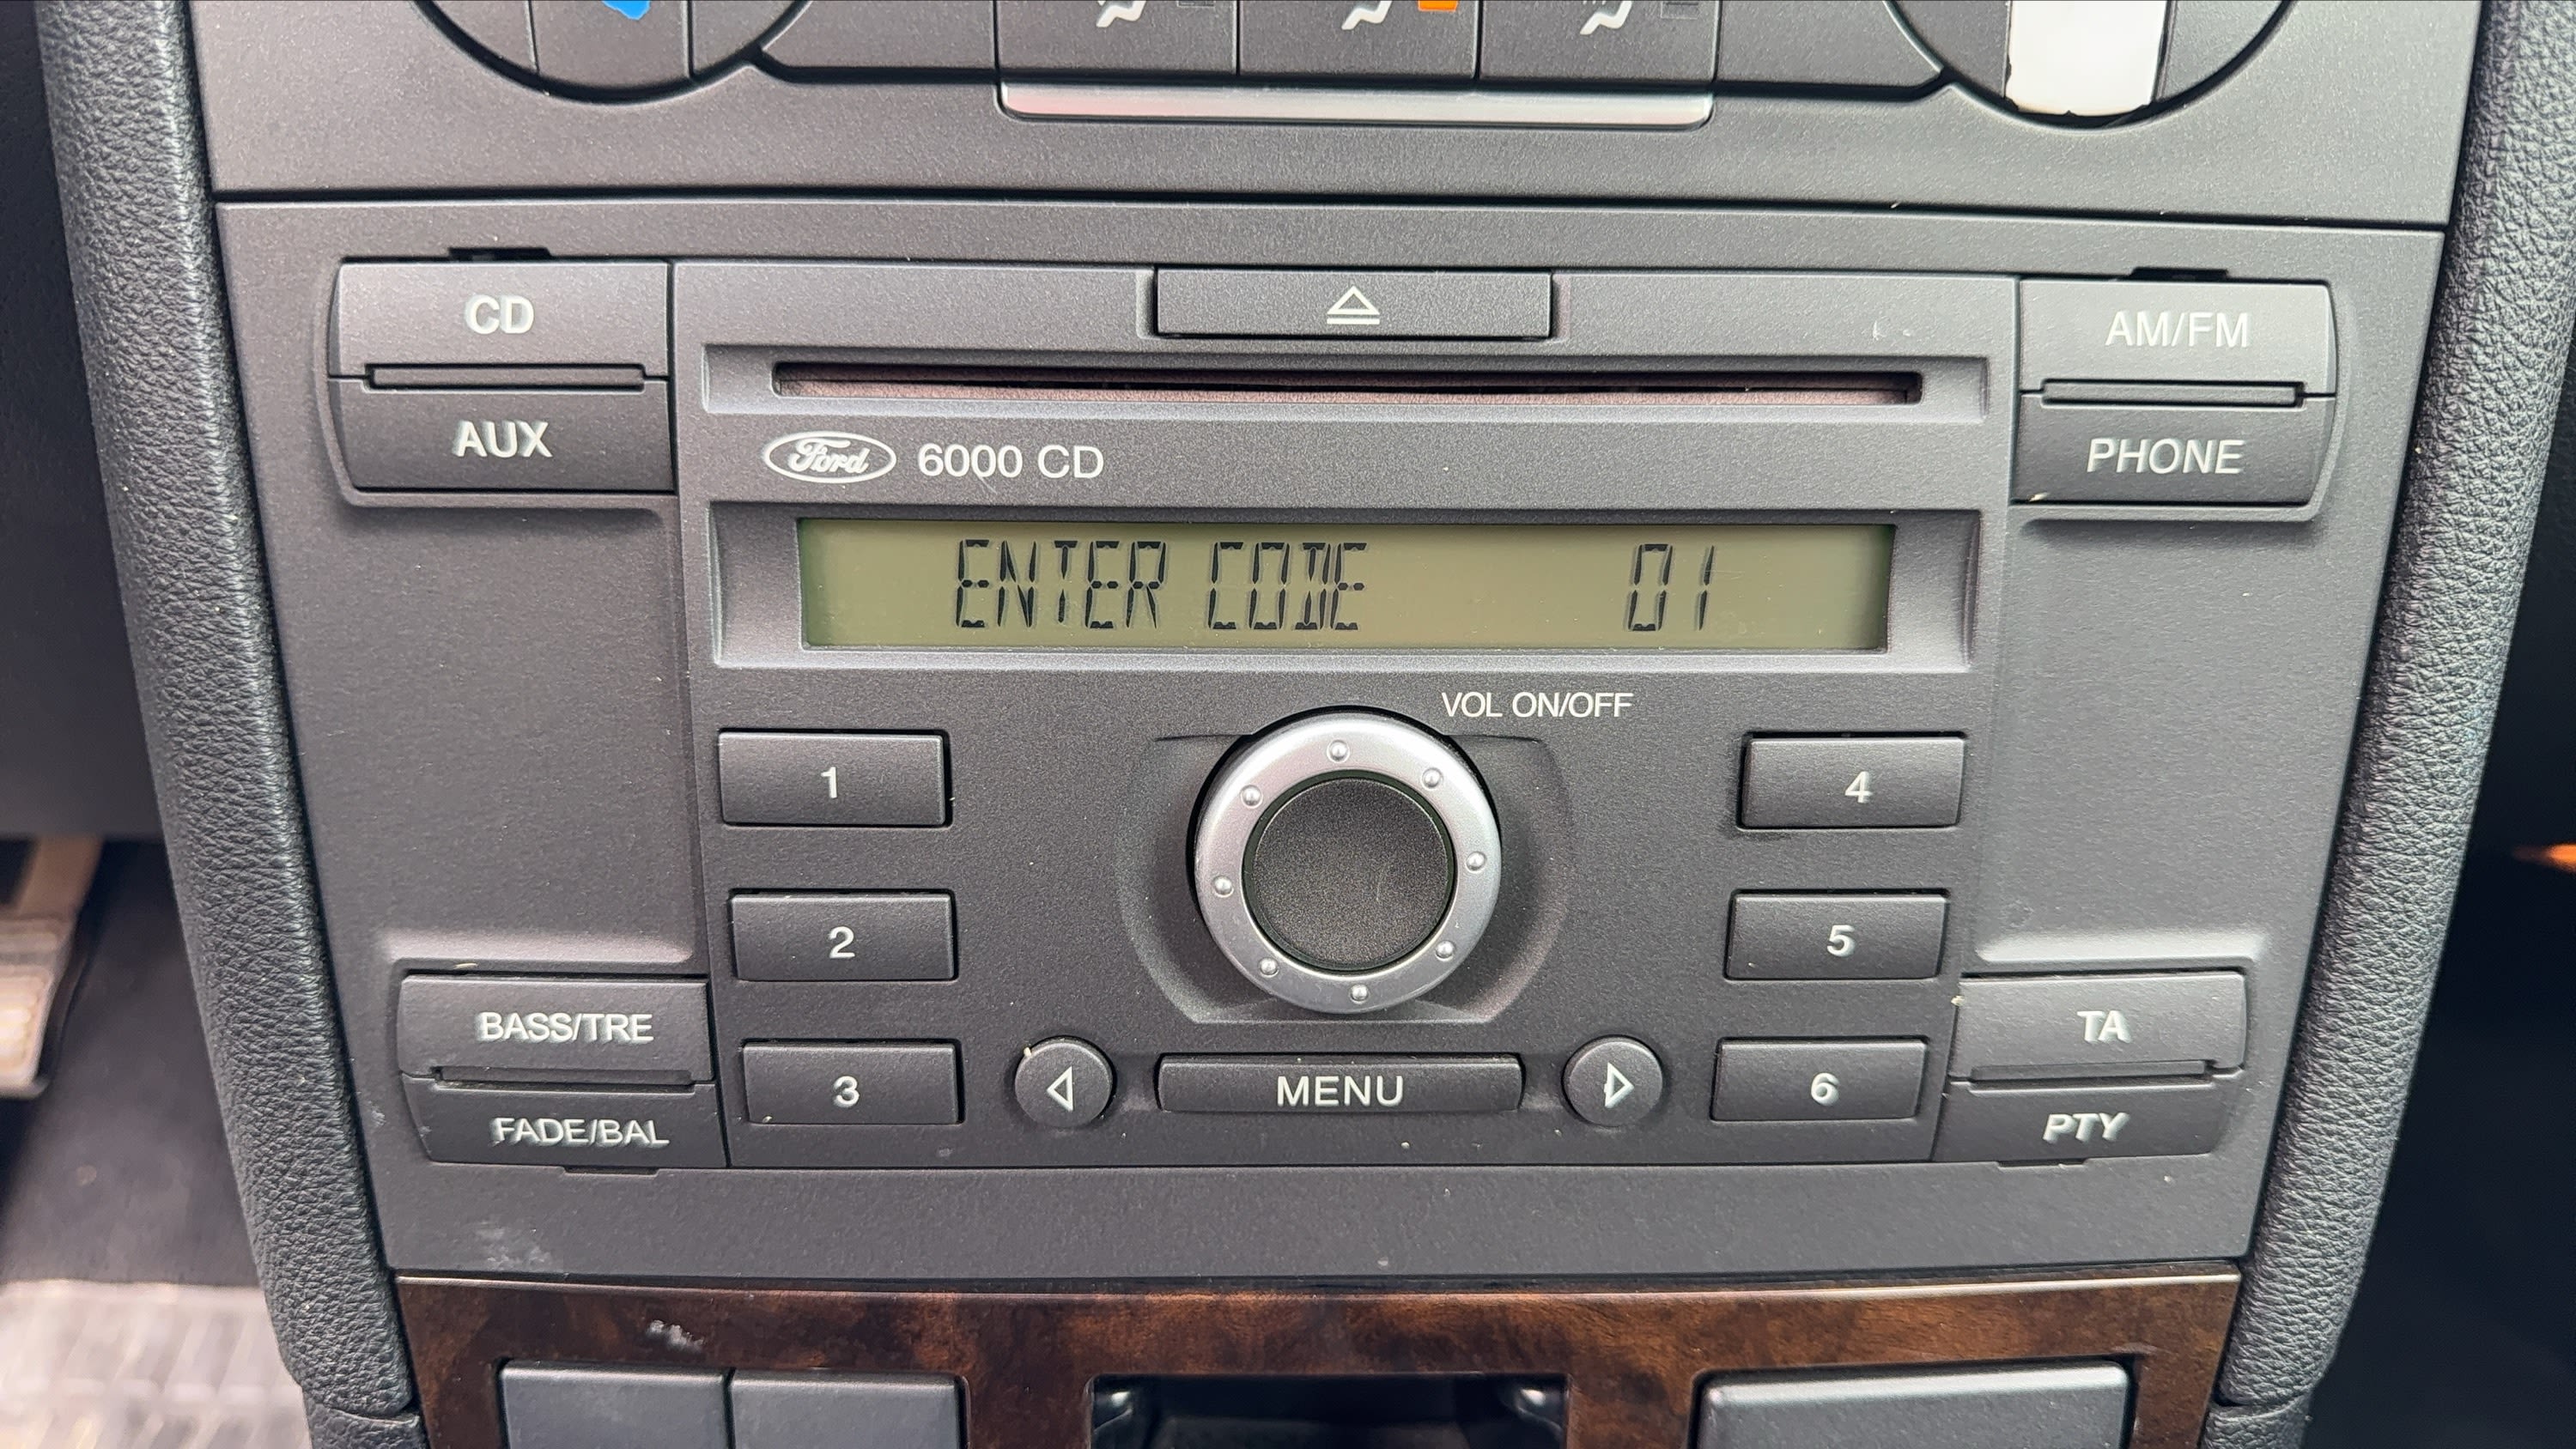 CD
AM/FM
AUX
PHONE
Ford 6000 CD
ENTER CODE 01
VOL ON/OFF
1
4
2
5
BASS/TRE
TA
3
MENU
6
FADE/BAL
PTY